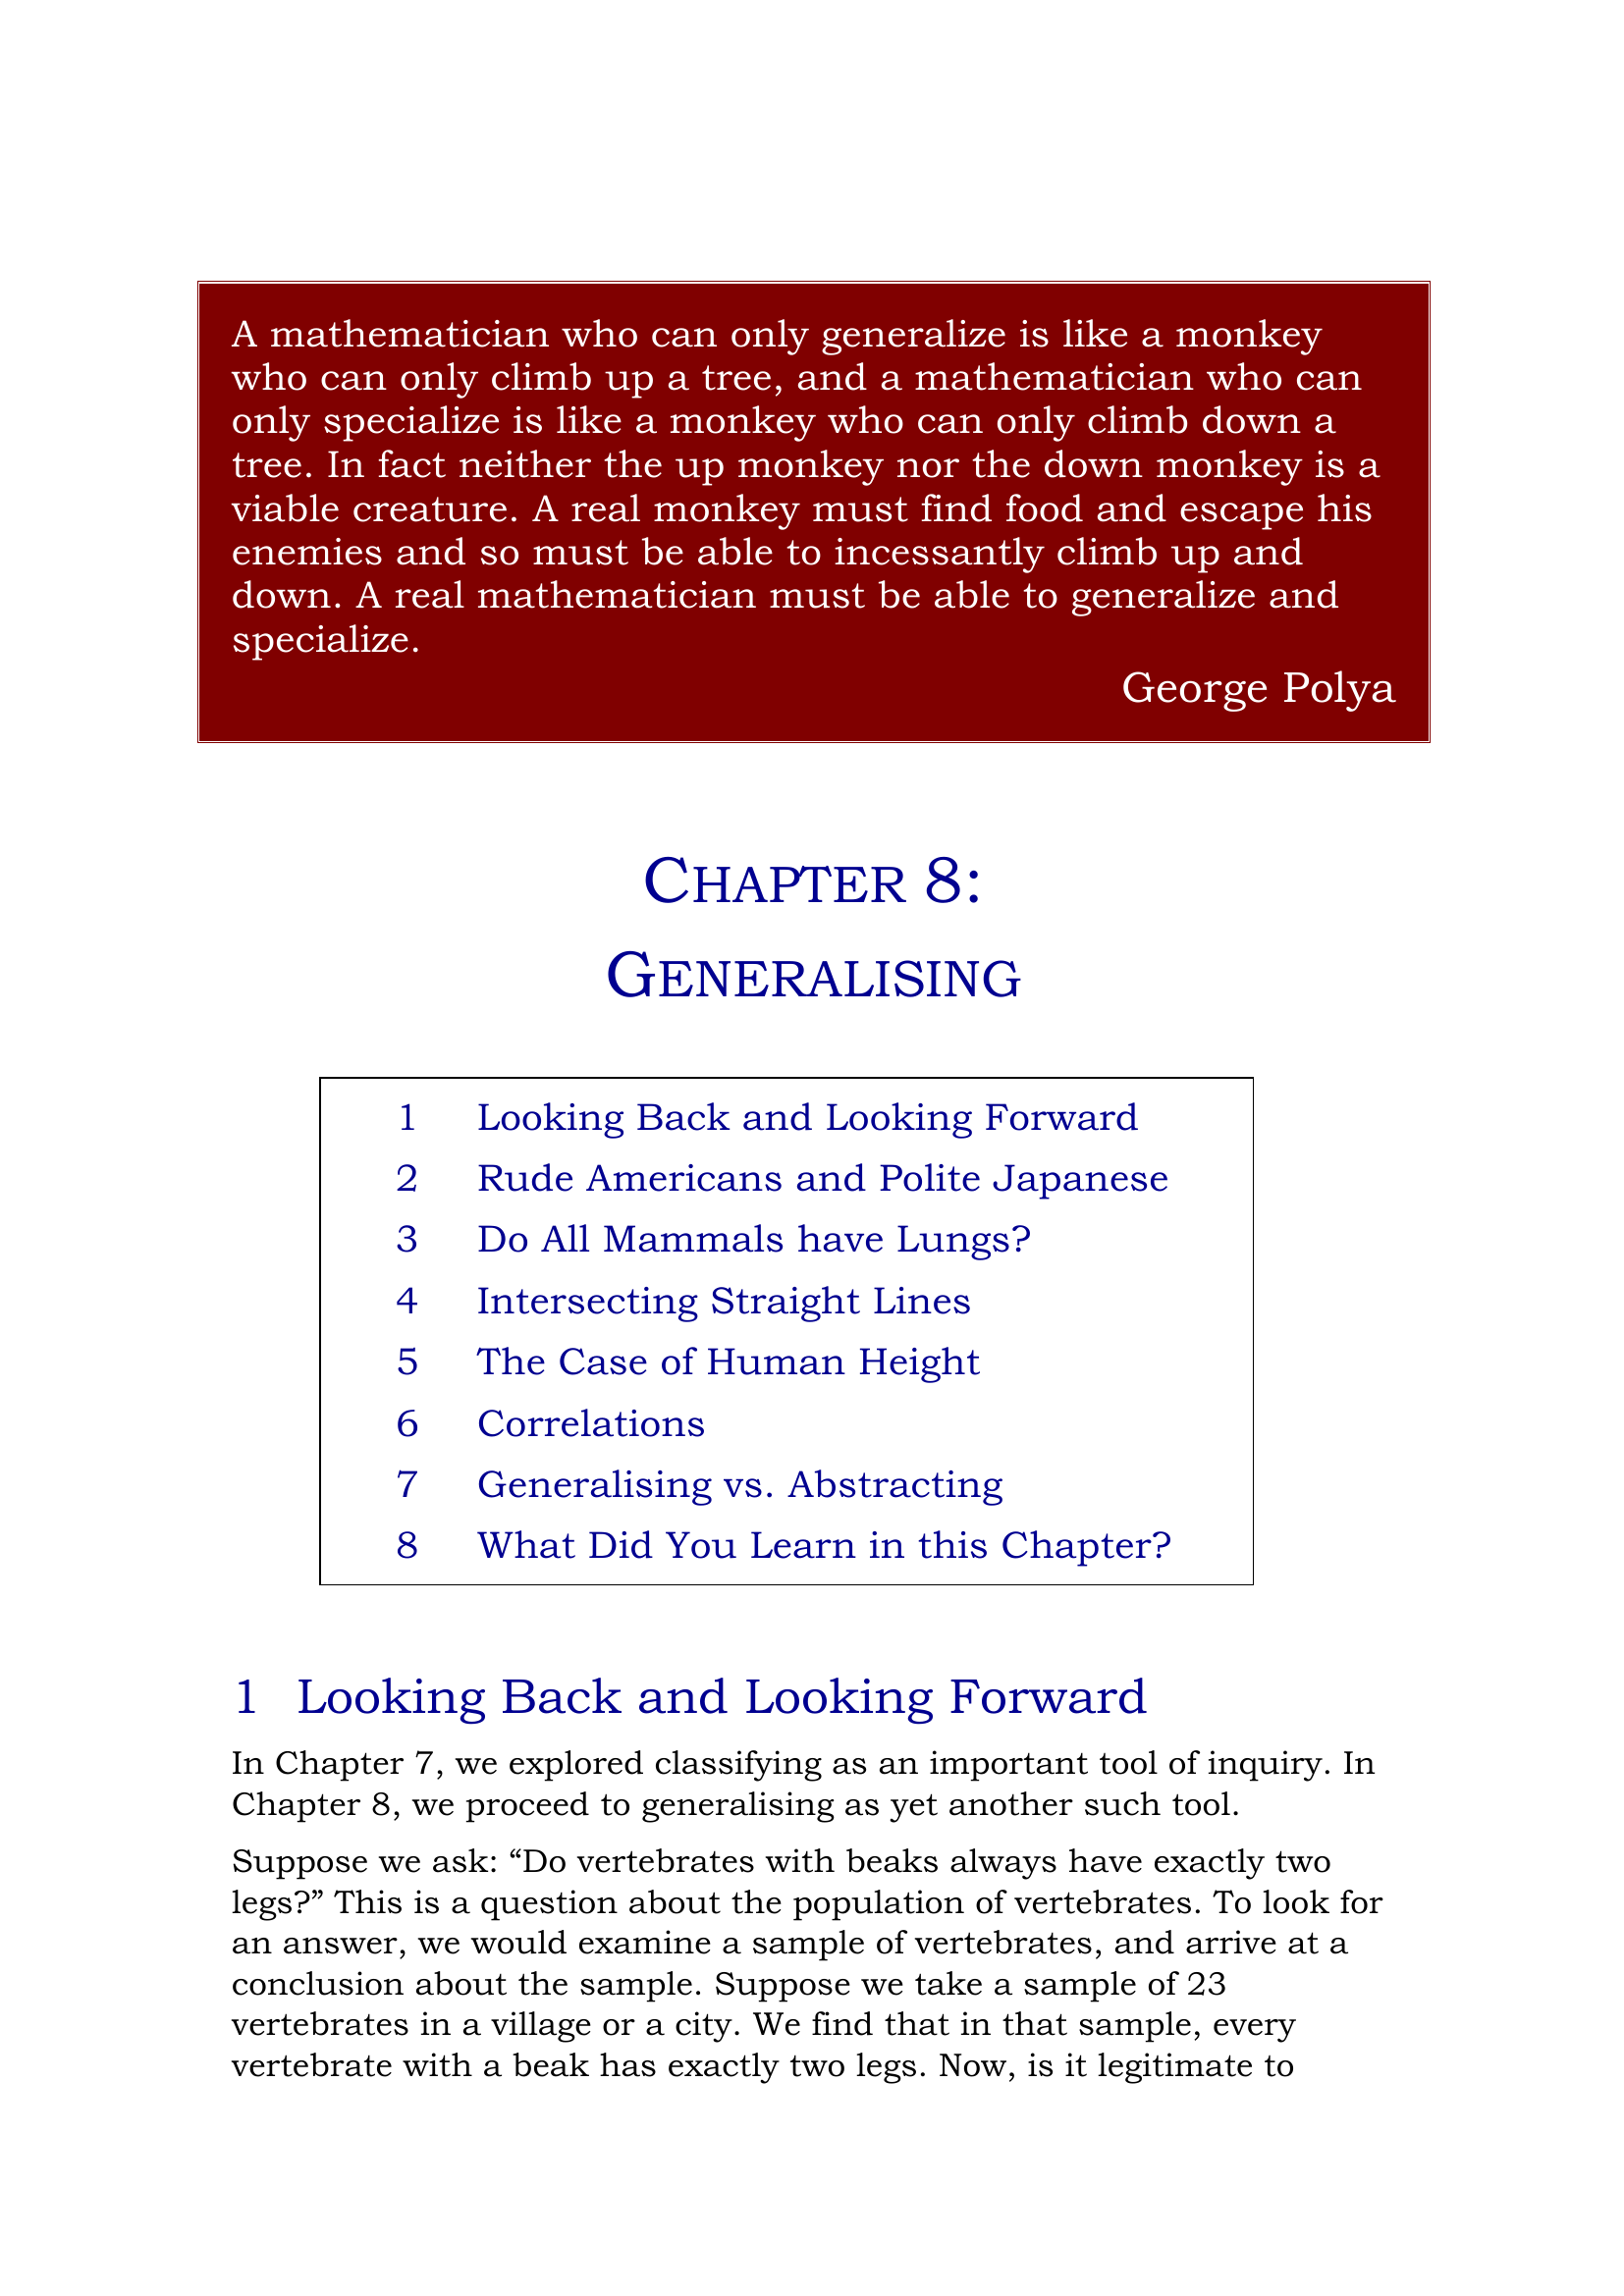 A mathematician who can only generalize is like a monkey
who can only climb up a tree, and a mathematician who can
only specialize is like a monkey who can only climb down a
tree. In fact neither the up monkey nor the down monkey is a
viable creature. A real monkey must find food and escape his
enemies and so must be able to incessantly climb up and
down. A real mathematician must be able to generalize and
specialize.
George Polya
CHAPTER 8:
GENERALISING
1 Looking Back and Looking Forward
2 Rude Americans and Polite Japanese
3 Do All Mammals have Lungs?
4 Intersecting Straight Lines
5 The Case of Human Height
6 Correlations
7 Generalising vs. Abstracting
8 What Did You Learn in this Chapter?
1 Looking Back and Looking Forward
In Chapter 7, we explored classifying as an important tool of inquiry. In
Chapter 8, we proceed to generalising as yet another such tool.
Suppose we ask: “Do vertebrates with beaks always have exactly two
legs?” This is a question about the population of vertebrates. To look for
an answer, we would examine a sample of vertebrates, and arrive at a
conclusion about the sample. Suppose we take a sample of 23
vertebrates in a village or a city. We find that in that sample, every
vertebrate with a beak has exactly two legs. Now, is it legitimate to